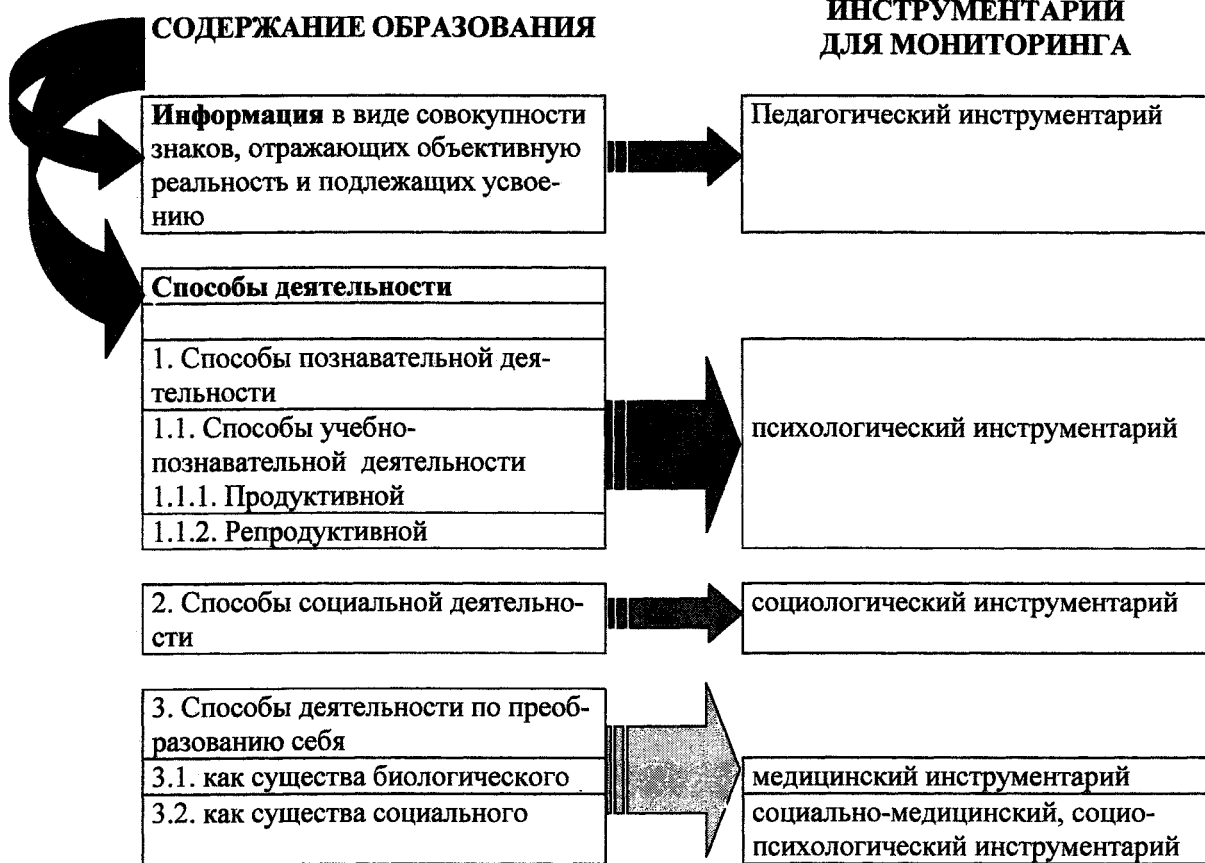 СОДЕРЖАНИЕ ОБРАЗОВАНИЯ
ИНСТРУМЕНТАРИЙ
ДЛЯ МОНИТОРИНГА
Информация в виде совокупности
знаков, отражающих объективную
реальность и подлежащих усвое-
нию
Педагогический инструментарий
Способы деятельности
1. Способы познавательной дея-
тельности
1.1. Способы учебно-
познавательной деятельности
1.1.1. Продуктивной
1.1.2. Репродуктивной
психологический инструментарий
2. Способы социальной деятельно-
сти
социологический инструментарий
3. Способы деятельности по преоб-
разованию себя
3.1. как существа биологического
медицинский инструментарий
3.2. как существа социального
социально-медицинский, социо-
психологический инструментарий